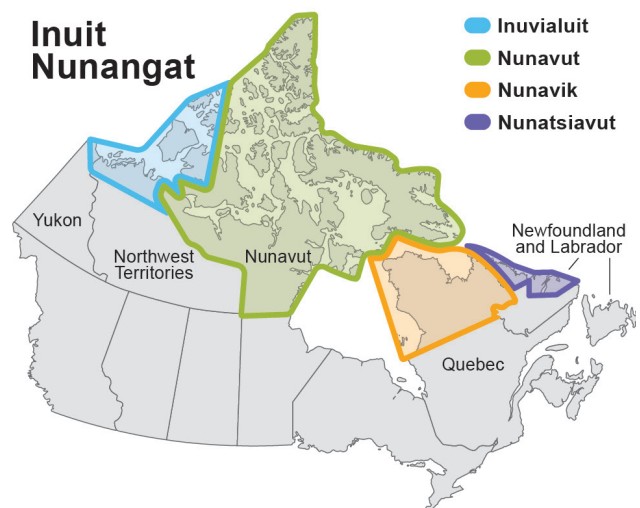 Inuit
Nunangat
Inuvialuit
Nunavut
Nunavik
Nunatsiavut
Yukon
Northwest
Territories
Nunavut
Newfoundland
and Labrador
Quebec